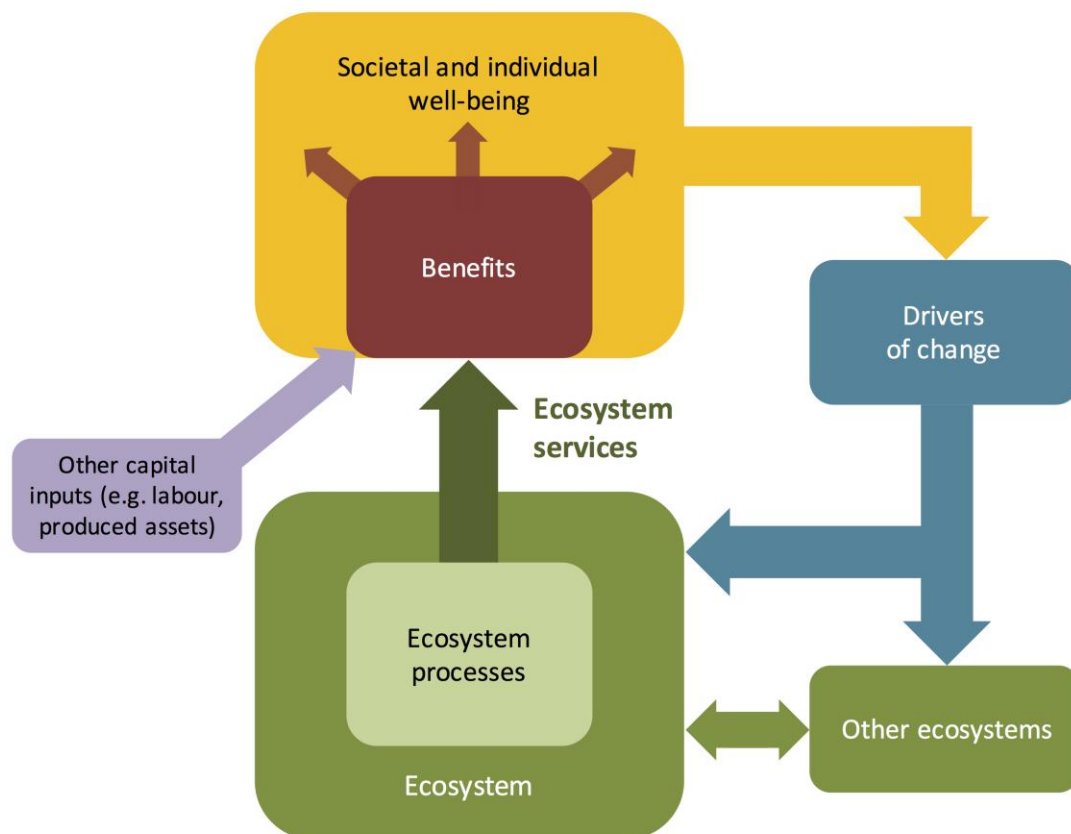 Societal and individual
well-being
Benefits
Drivers
of change
Ecosystem
services
Other capital
inputs (e.g. labour,
produced assets)
Ecosystem
processes
Other ecosystems
Ecosystem